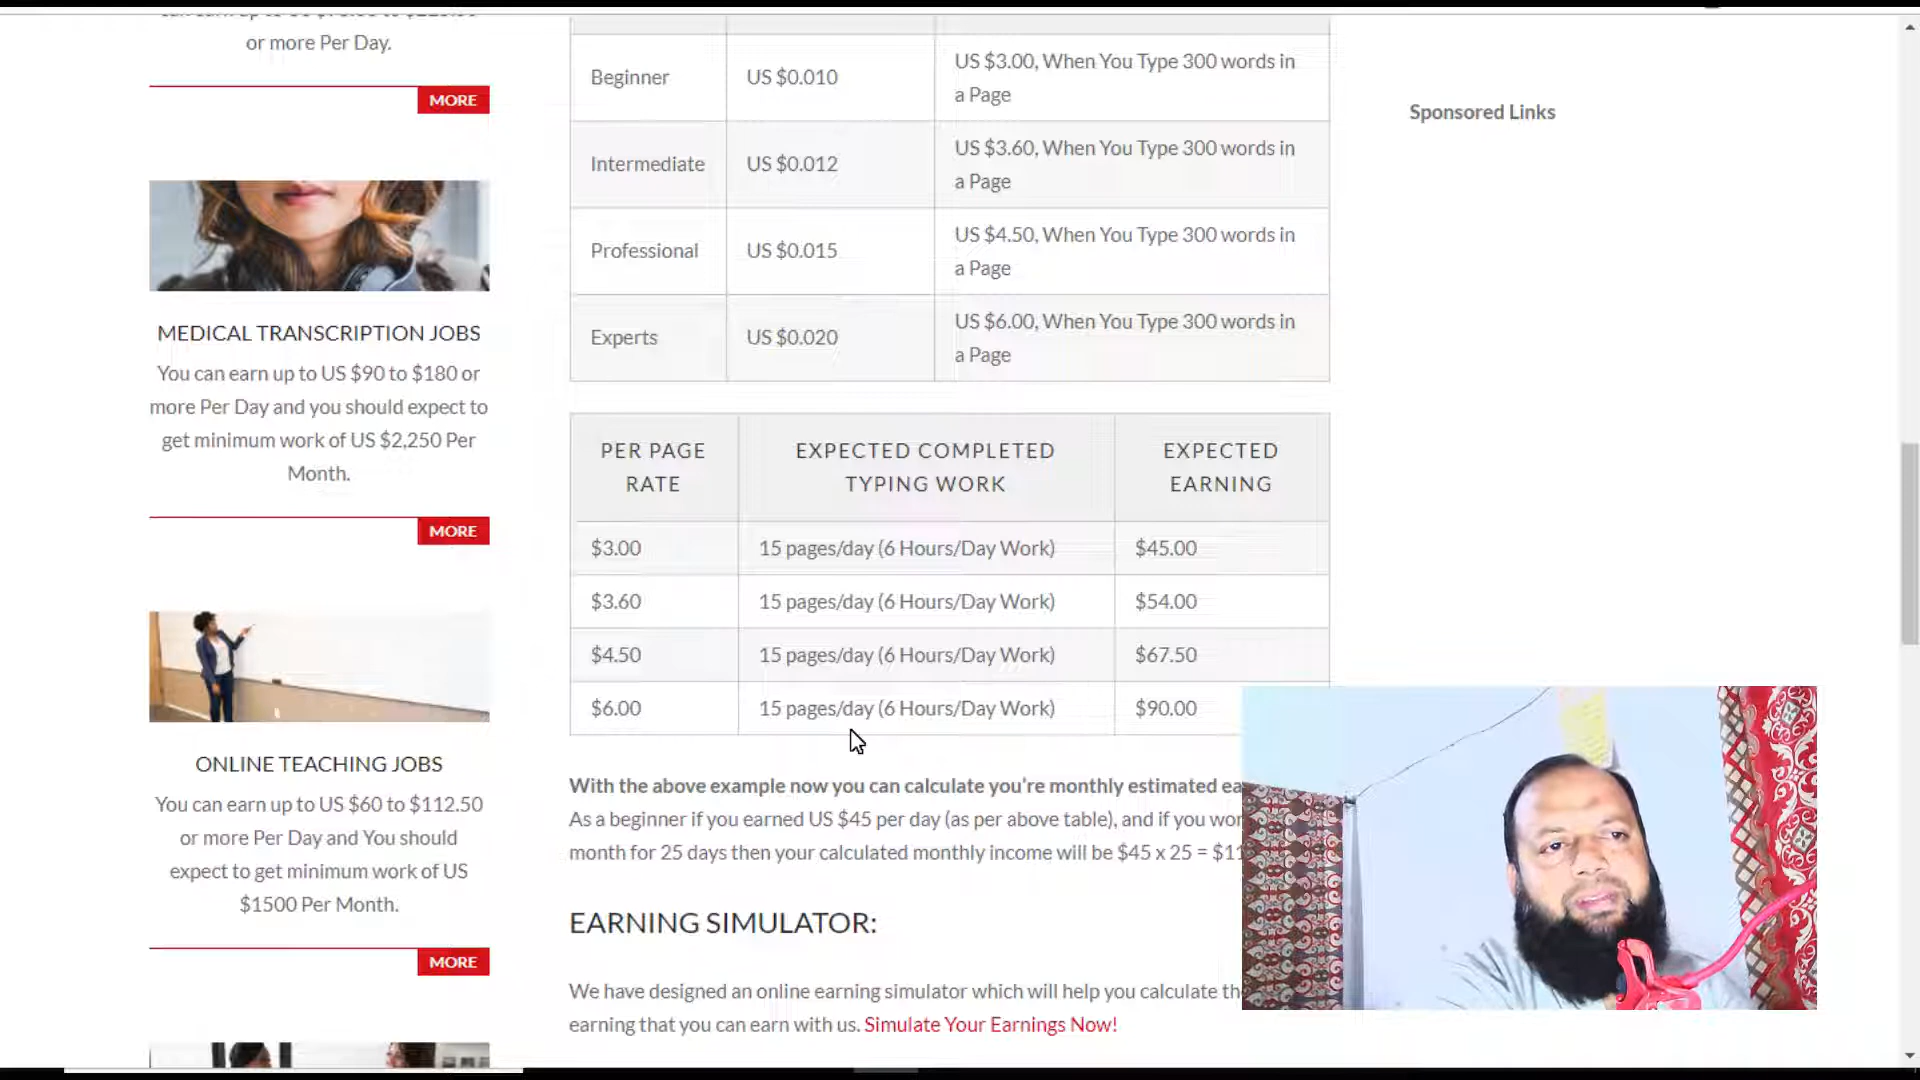 or more Per Day.
MORE
MEDICAL TRANSCRIPTION JOBS
You can earn up to US $90 to $180 or
more Per Day and you should expect to
get minimum work of US $2,250 Per
Month.
MORE
ONLINE TEACHING JOBS
You can earn up to US $60 to $112.50
or more Per Day and You should
expect to get minimum work of US
$1500 Per Month.
MORE
Beginner US $0.010 US $3.00, When You Type 300 words in
a Page
Intermediate US $0.012 US $3.60, When You Type 300 words in
a Page
Professional US $0.015 US $4.50, When You Type 300 words in
a Page
Experts US $0.020 US $6.00, When You Type 300 words in
a Page
PER PAGE EXPECTED COMPLETED EXPECTED
RATE TYPING WORK EARNING
$3.00 15 pages/day (6 Hours/Day Work) $45.00
$3.60 15 pages/day (6 Hours/Day Work) $54.00
$4.50 15 pages/day (6 Hours/Day Work) $67.50
$6.00 15 pages/day (6 Hours/Day Work) $90.00
With the above example now you can calculate you're monthly estimated
As a beginner if you earned US $45 per day (as per above table), and if you
month for 25 days then your calculated monthly income will be $45 x 25 =
EARNING SIMULATOR:
We have designed an online earning simulator which will help you calculate
earning that you can earn with us. Simulate Your Earnings Now!
Sponsored Links